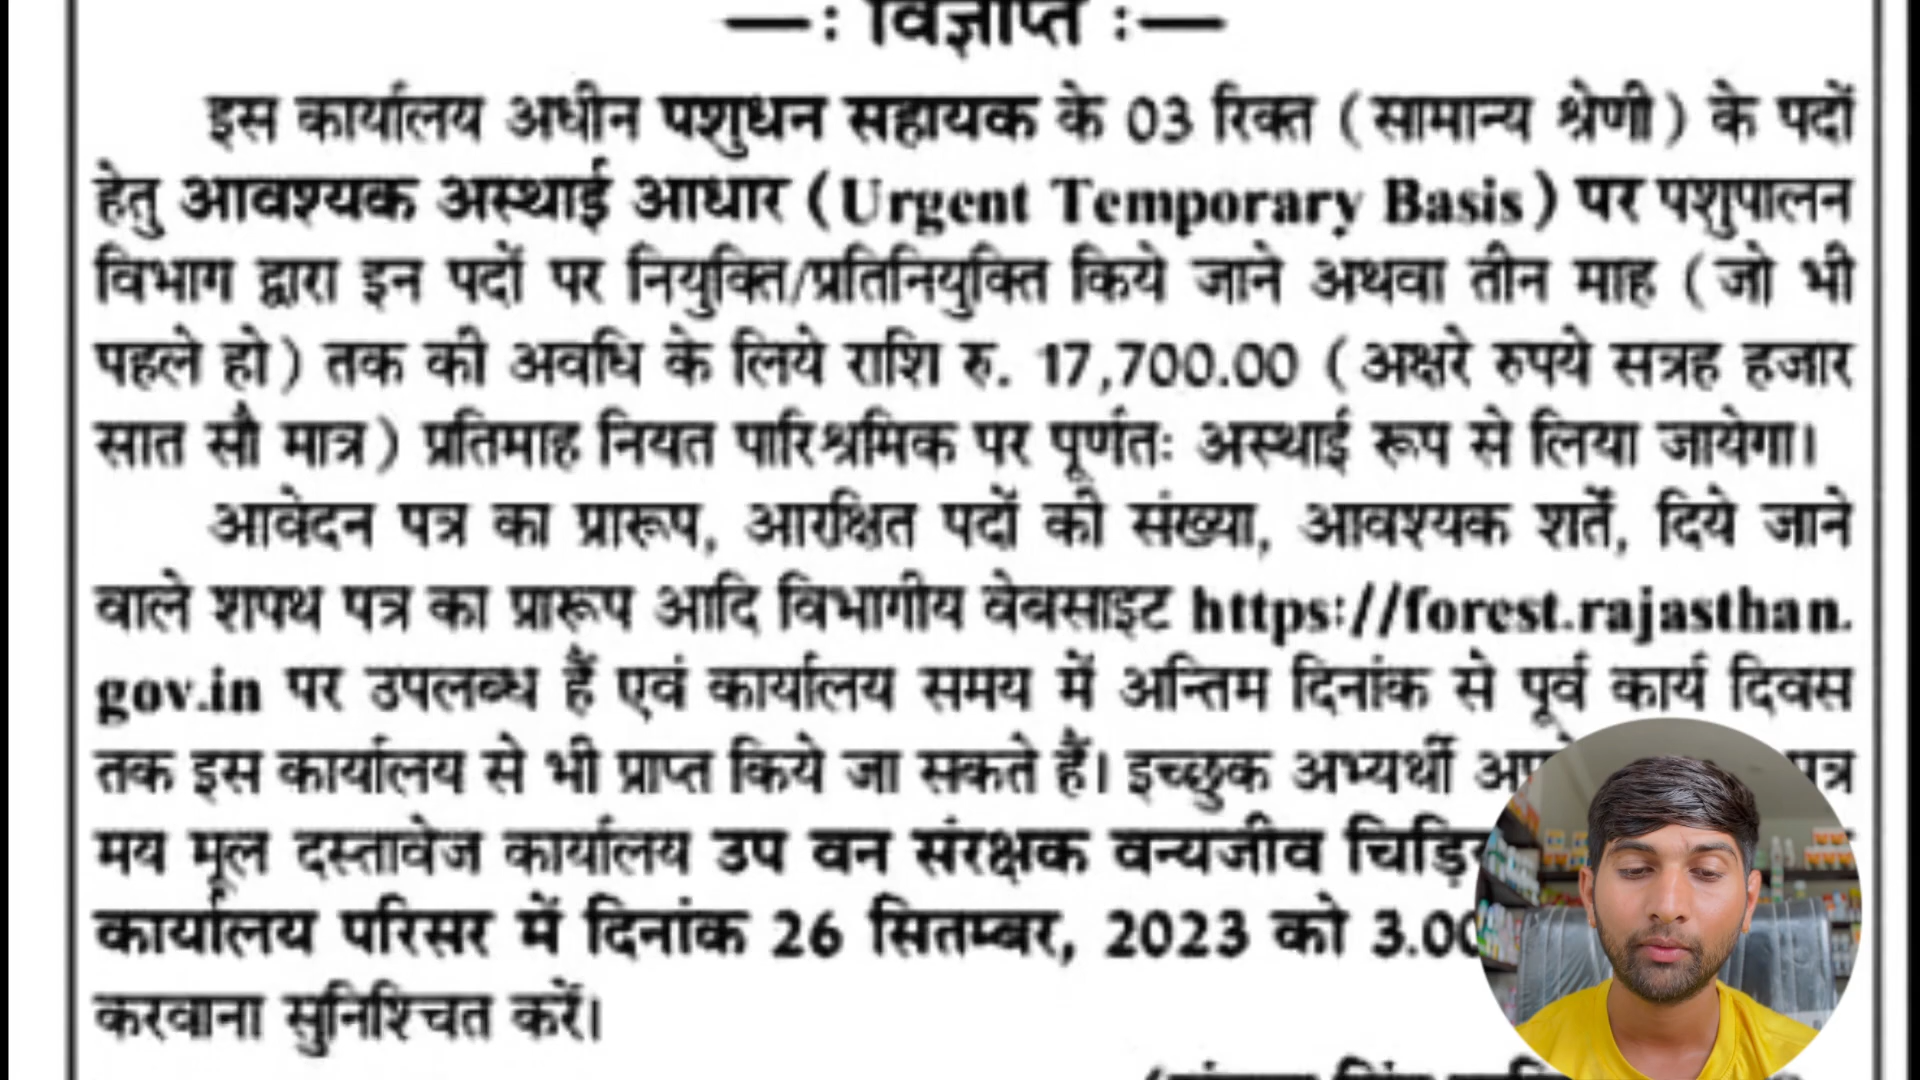 —: विज्ञप्ति :—
इस कार्यालय अधीन पशुधन सहायक के 03 रिक्त (सामान्य श्रेणी) के पदों
हेतु आवश्यक अस्थाई आधार (Urgent Temporary Basis) पर पशुपालन
विभाग द्वारा इन पदों पर नियुक्ति/प्रतिनियुक्ति किये जाने अथवा तीन माह (जो भी
पहले हो) तक की अवधि के लिये राशि रु. 17,700.00 (अक्षरे रुपये सत्रह हजार
सात सौ मात्र) प्रतिमाह नियत पारिश्रमिक पर पूर्णतः अस्थाई रूप से लिया जायेगा।
आवेदन पत्र का प्रारूप, आरक्षित पदों की संख्या, आवश्यक शर्तें, दिये जाने
वाले शपथ पत्र का प्रारूप आदि विभागीय वेबसाइट https://forest.rajasthan.
gov.in पर उपलब्ध हैं एवं कार्यालय समय में अन्तिम दिनांक से पूर्व कार्य दिवस
तक इस कार्यालय से भी प्राप्त किये जा सकते हैं। इच्छुक अभ्यर्थी पत्र
मय मूल दस्तावेज कार्यालय उप वन संरक्षक वन्यजीव
कार्यालय परिसर में दिनांक 26 सितम्बर, 2023 को 3.00
करवाना सुनिश्चित करें।